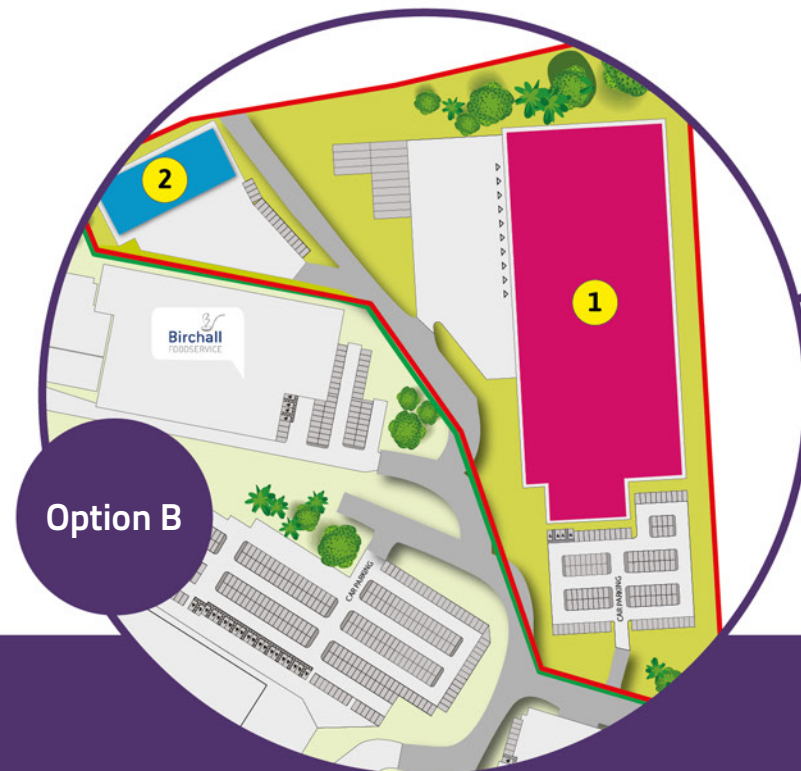 2
1
Birchall
FOODSERVICE
Option B
CAR PARKING
CAR PARKING